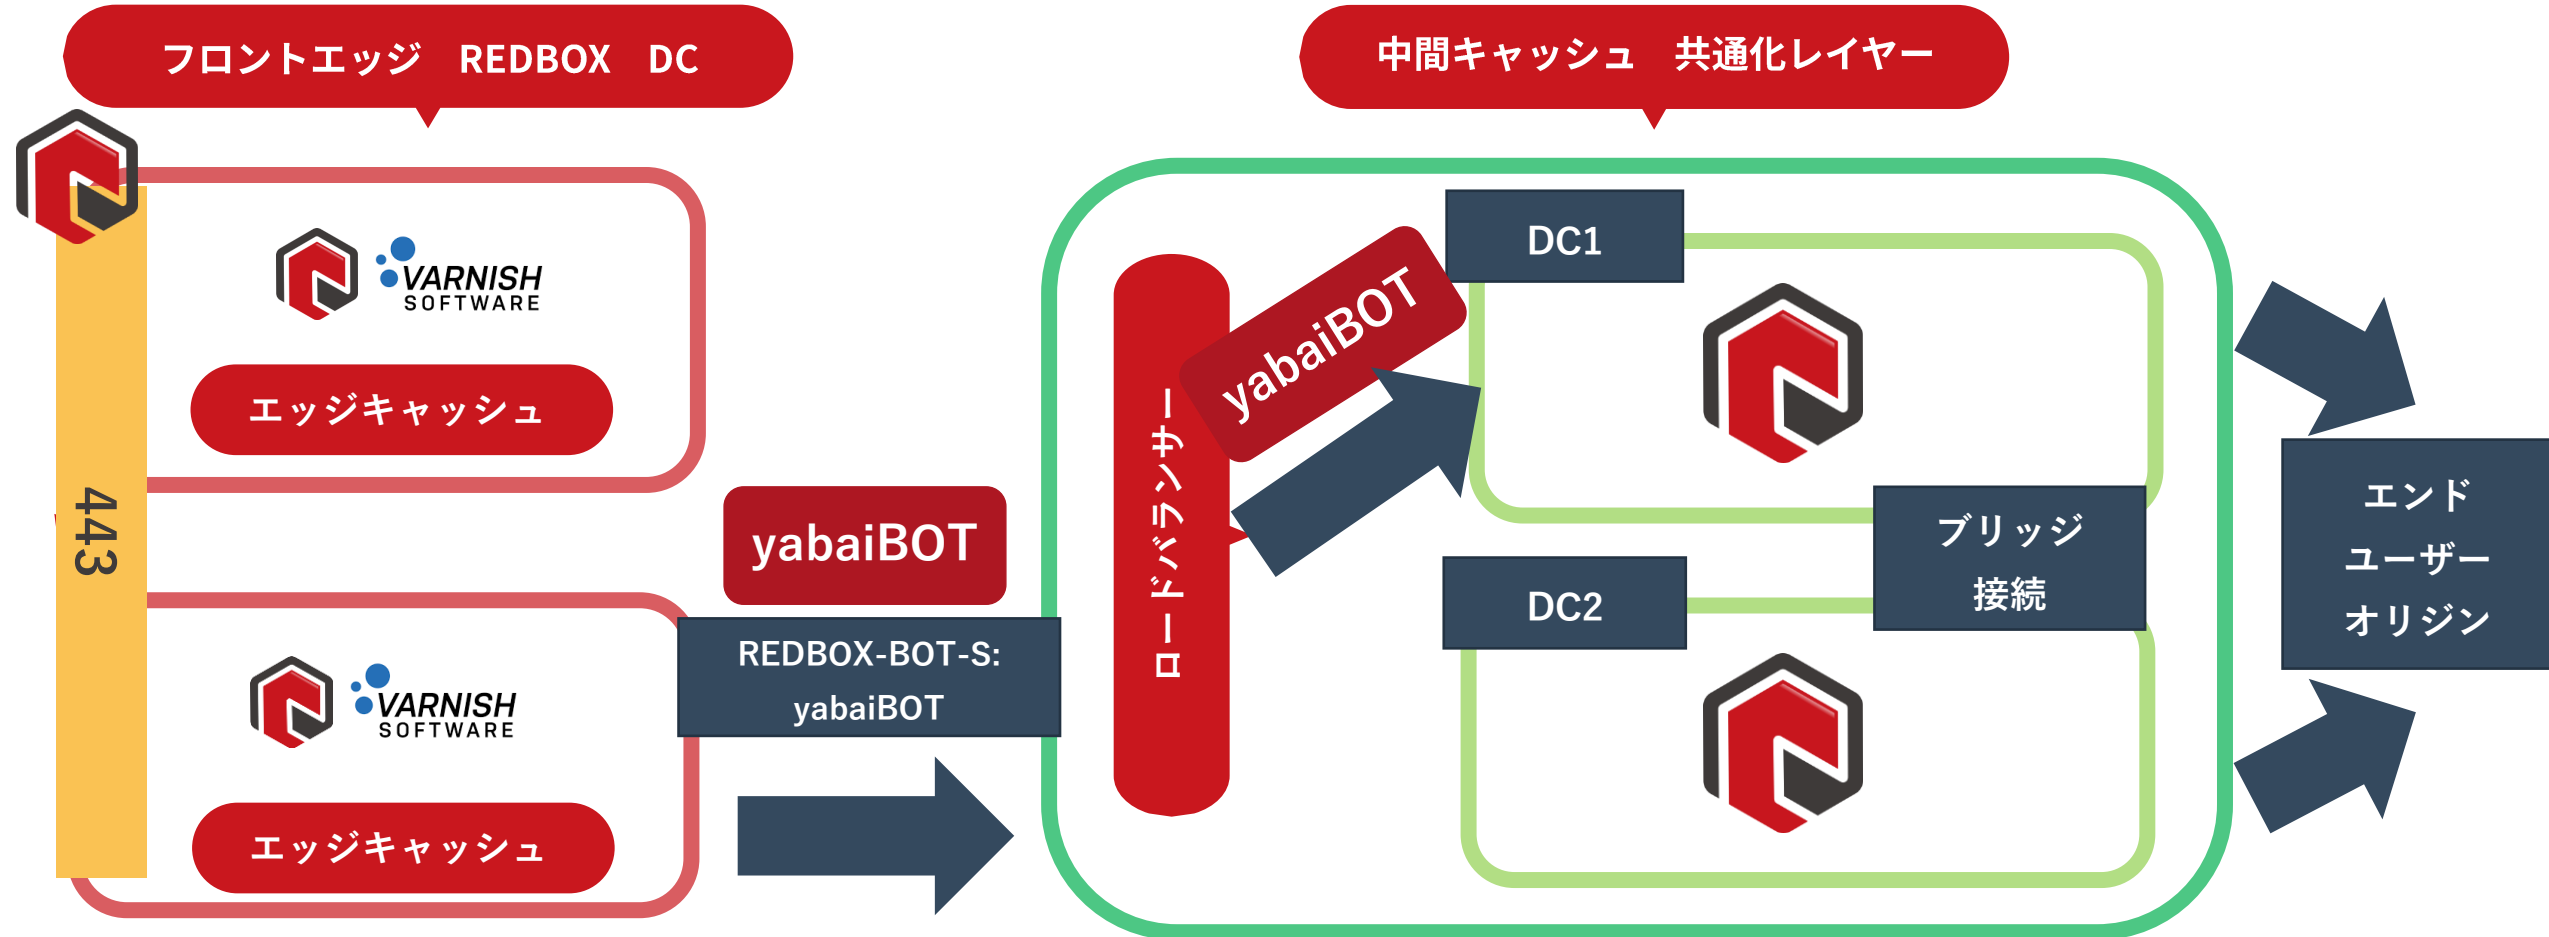 フロントエッジ　REDBOX　DC
中間キャッシュ　共通化レイヤー
VARNISH
SOFTWARE
エッジキャッシュ
443
VARNISH
SOFTWARE
エッジキャッシュ
yabaiBOT
REDBOX-BOT-S:
yabaiBOT
ロードバランサー
yabaiBOT
DC1
DC2
ブリッジ
接続
エンド
ユーザー
オリジン